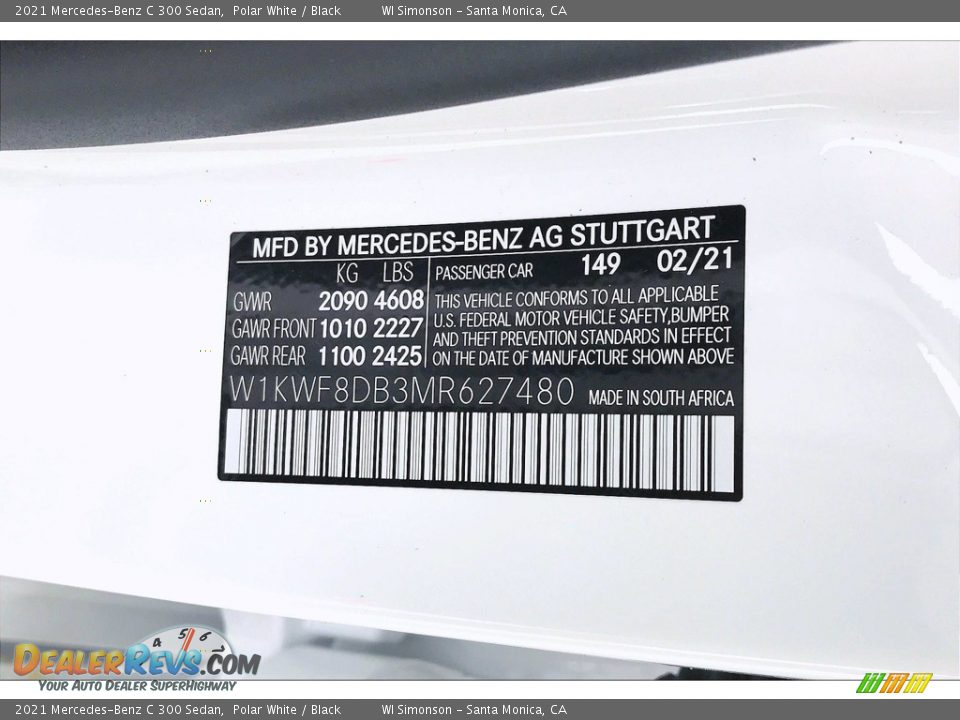 2021 Mercedes-Benz C 300 Sedan, Polar White / Black WI Simonson - Santa Monica, CA
MFD BY MERCEDES-BENZ AG STUTTGART
KG LBS
GWR 2090 4608
GAWR FRONT 1010 2227
GAWR REAR 1100 2425
PASSENGER CAR 149 02/21
THIS VEHICLE CONFORMS TO ALL APPLICABLE
U.S. FEDERAL MOTOR VEHICLE SAFETY,BUMPER
AND THEFT PREVENTION STANDARDS IN EFFECT
ON THE DATE OF MANUFACTURE SHOWN ABOVE
W1KWF8DB3MR627480 MADE IN SOUTH AFRICA
4 5 6
DEALERREVS.COM
YOUR AUTO DEALER SUPERHIGHWAY
2021 Mercedes-Benz C 300 Sedan, Polar White / Black WI Simonson - Santa Monica, CA